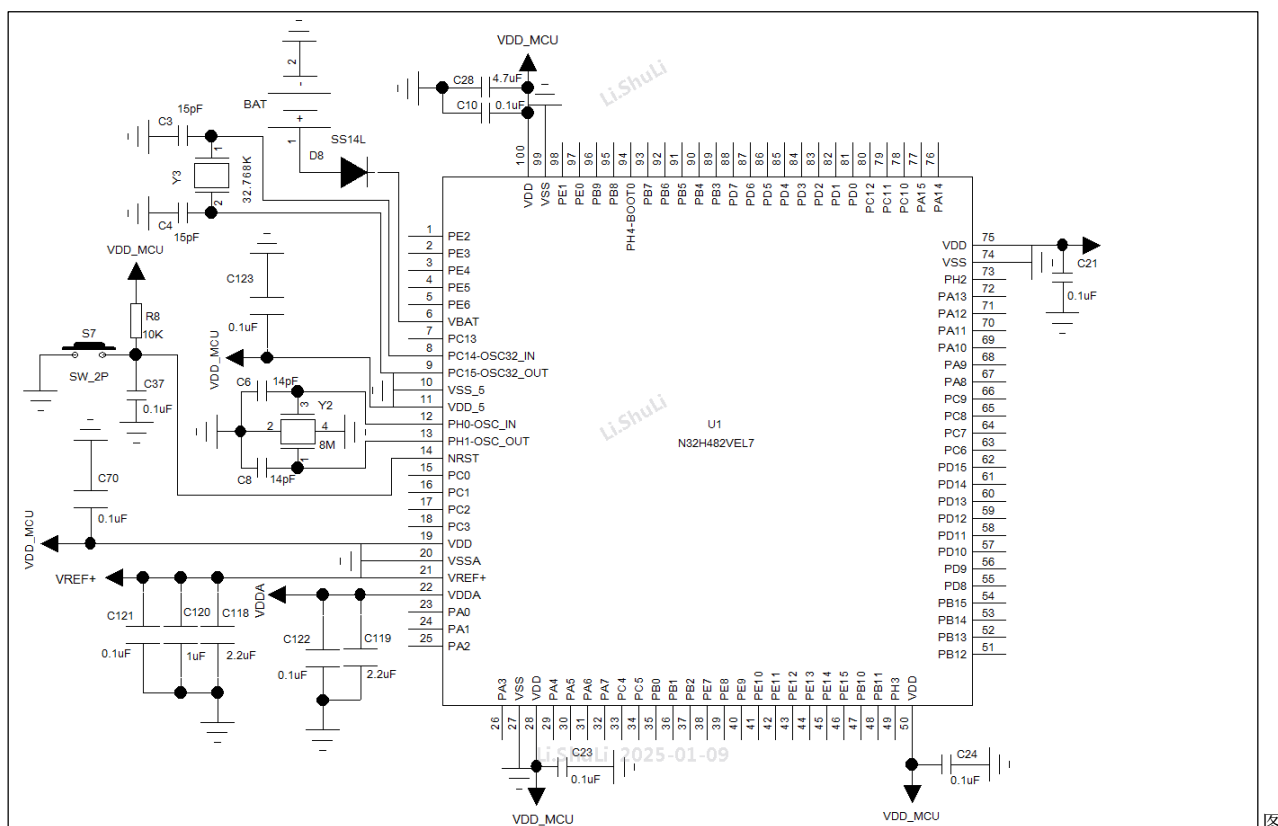 VDD_MCU
C28 4.7uF
C10 0.1uF
Li.ShuLi
2
-
BAT
+
1
SS14L
D8
15pF
C3
1
Y3
32.768K
2
C4
15pF
VDD_MCU
R8
10K
S7
SW_2P
C37
0.1uF
C123
0.1uF
VDD_MCU
C6 14pF
3 Y2
2 4
8M
1
C8 14pF
C70
0.1uF
VDD_MCU
VREF+
C121
0.1uF
C120
1uF
C118
2.2uF
VDDA
C122
0.1uF
C119
2.2uF
100 99 98 97 96 95 94 93 92 91 90 89 88 87 86 85 84 83 82 81 80 79 78 77 76
VDD VSS PE1 PE0 PB9 PB8 PH4-BOOT0 PB7 PB6 PB5 PB4 PB3 PD7 PD6 PD5 PD4 PD3 PD2 PD1 PD0 PC12 PC11 PC10 PA15 PA14
1 PE2
2 PE3
3 PE4
4 PE5
5 PE6
6 VBAT
7 PC13
8 PC14-OSC32_IN
9 PC15-OSC32_OUT
10 VSS_5
11 VDD_5
12 PH0-OSC_IN
13 PH1-OSC_OUT
14 NRST
15 PC0
16 PC1
17 PC2
18 PC3
19 VDD
20 VSSA
21 VREF+
22 VDDA
23 PA0
24 PA1
25 PA2
Li.ShuLi
U1
N32H482VEL7
VDD 75
VSS 74
PH2 73
PA13 72
PA12 71
PA11 70
PA10 69
PA9 68
PA8 67
PC9 66
PC8 65
PC7 64
PC6 63
PD15 62
PD14 61
PD13 60
PD12 59
PD11 58
PD10 57
PD9 56
PD8 55
PB15 54
PB14 53
PB13 52
PB12 51
C21
0.1uF
PA3 VSS VDD PA4 PA5 PA6 PA7 PC4 PC5 PB0 PB1 PB2 PE7 PE8 PE9 PE10 PE11 PE12 PE13 PE14 PE15 PB10 PB11 PH3 VDD
26 27 28 29 30 31 32 33 34 35 36 37 38 39 40 41 42 43 44 45 46 47 48 49 50
Li.ShuLi 2025-01-09
C23
0.1uF
VDD_MCU
C24
0.1uF
VDD_MCU
图